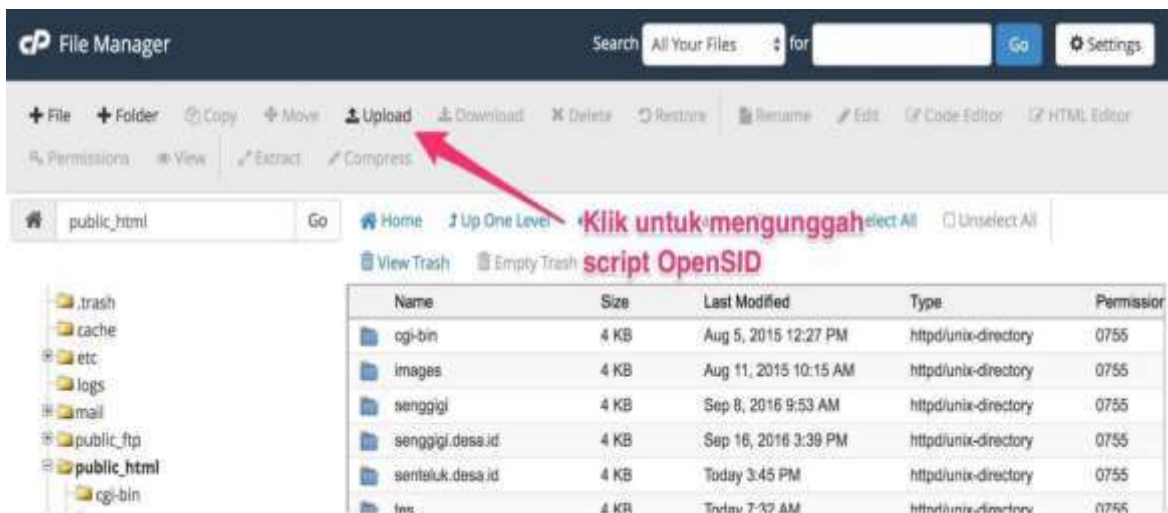 cP File Manager
Search All Your Files for Go Settings
+ File + Folder Copy Move Upload Download Delete Restore Rename Edit Code Editor HTML Editor
Permissions View Extract Compress
public_html Go Home Up One Level Klik untuk mengunggah elect All Unselect All
View Trash Empty Trash script OpenSID
Name Size Last Modified Type Permission
.trash
cgi-bin 4 KB Aug 5, 2015 12:27 PM httpd/unix-directory 0755
cache
images 4 KB Aug 11, 2015 10:15 AM httpd/unix-directory 0755
etc
logs
senggigi 4 KB Sep 8, 2016 9:53 AM httpd/unix-directory 0755
mail
senggigi.desa.id 4 KB Sep 16, 2016 3:39 PM httpd/unix-directory 0755
public_ftp
public_html
senteluk.desa.id 4 KB Today 3:45 PM httpd/unix-directory 0755
cgi-bin
tes 4 KB Today 7:32 AM httpd/unix-directory 0755